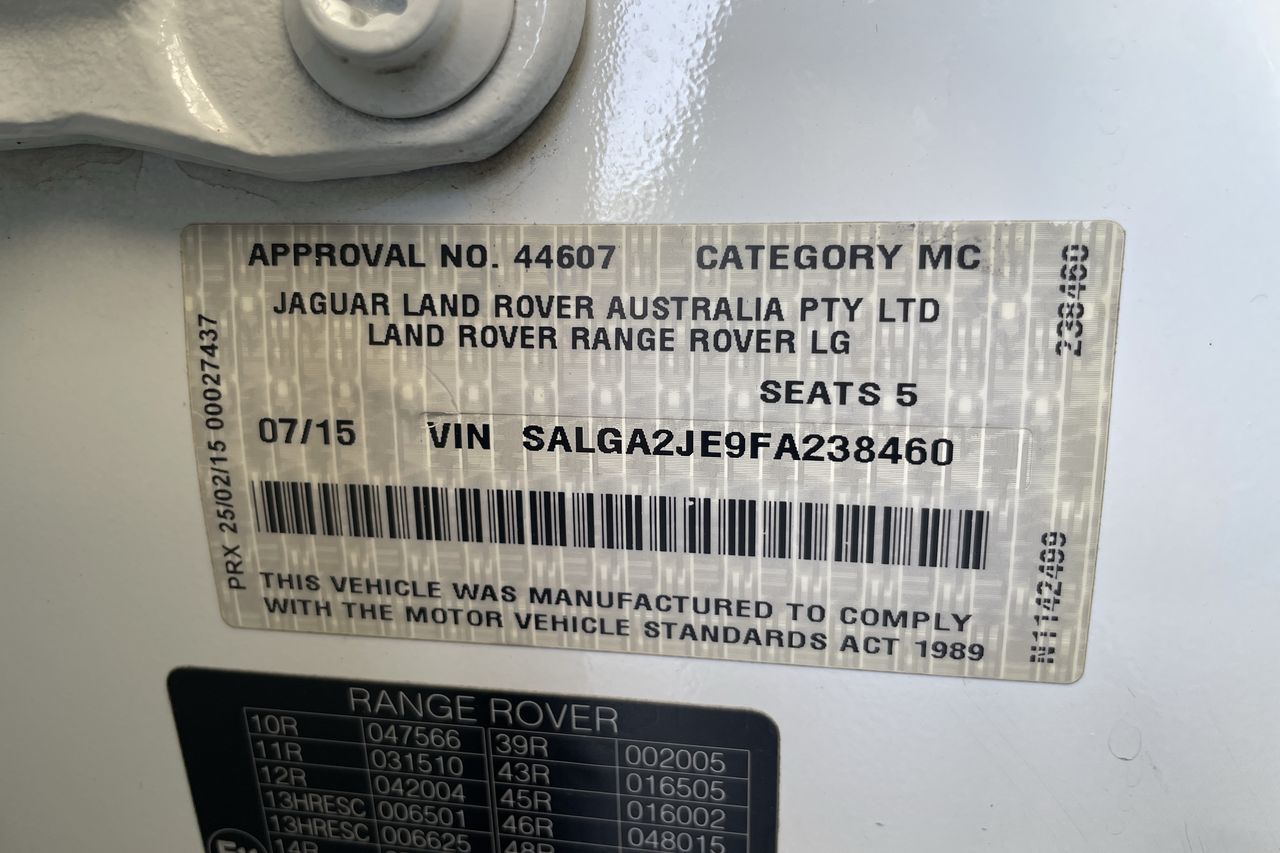 APPROVAL NO. 44607 CATEGORY MC
JAGUAR LAND ROVER AUSTRALIA PTY LTD
LAND ROVER RANGE ROVER LG
SEATS 5
07/15 VIN SALGA2JE9FA238460
THIS VEHICLE WAS MANUFACTURED TO COMPLY
WITH THE MOTOR VEHICLE STANDARDS ACT 1989
PRX 25/02/15 00027437
238460
N1142499
RANGE ROVER
10R 047566 39R 002005
11R 031510 43R 016505
12R 042004 45R 016002
13HRESC 006501 46R 048015
13HRESC 006625 48R
14R